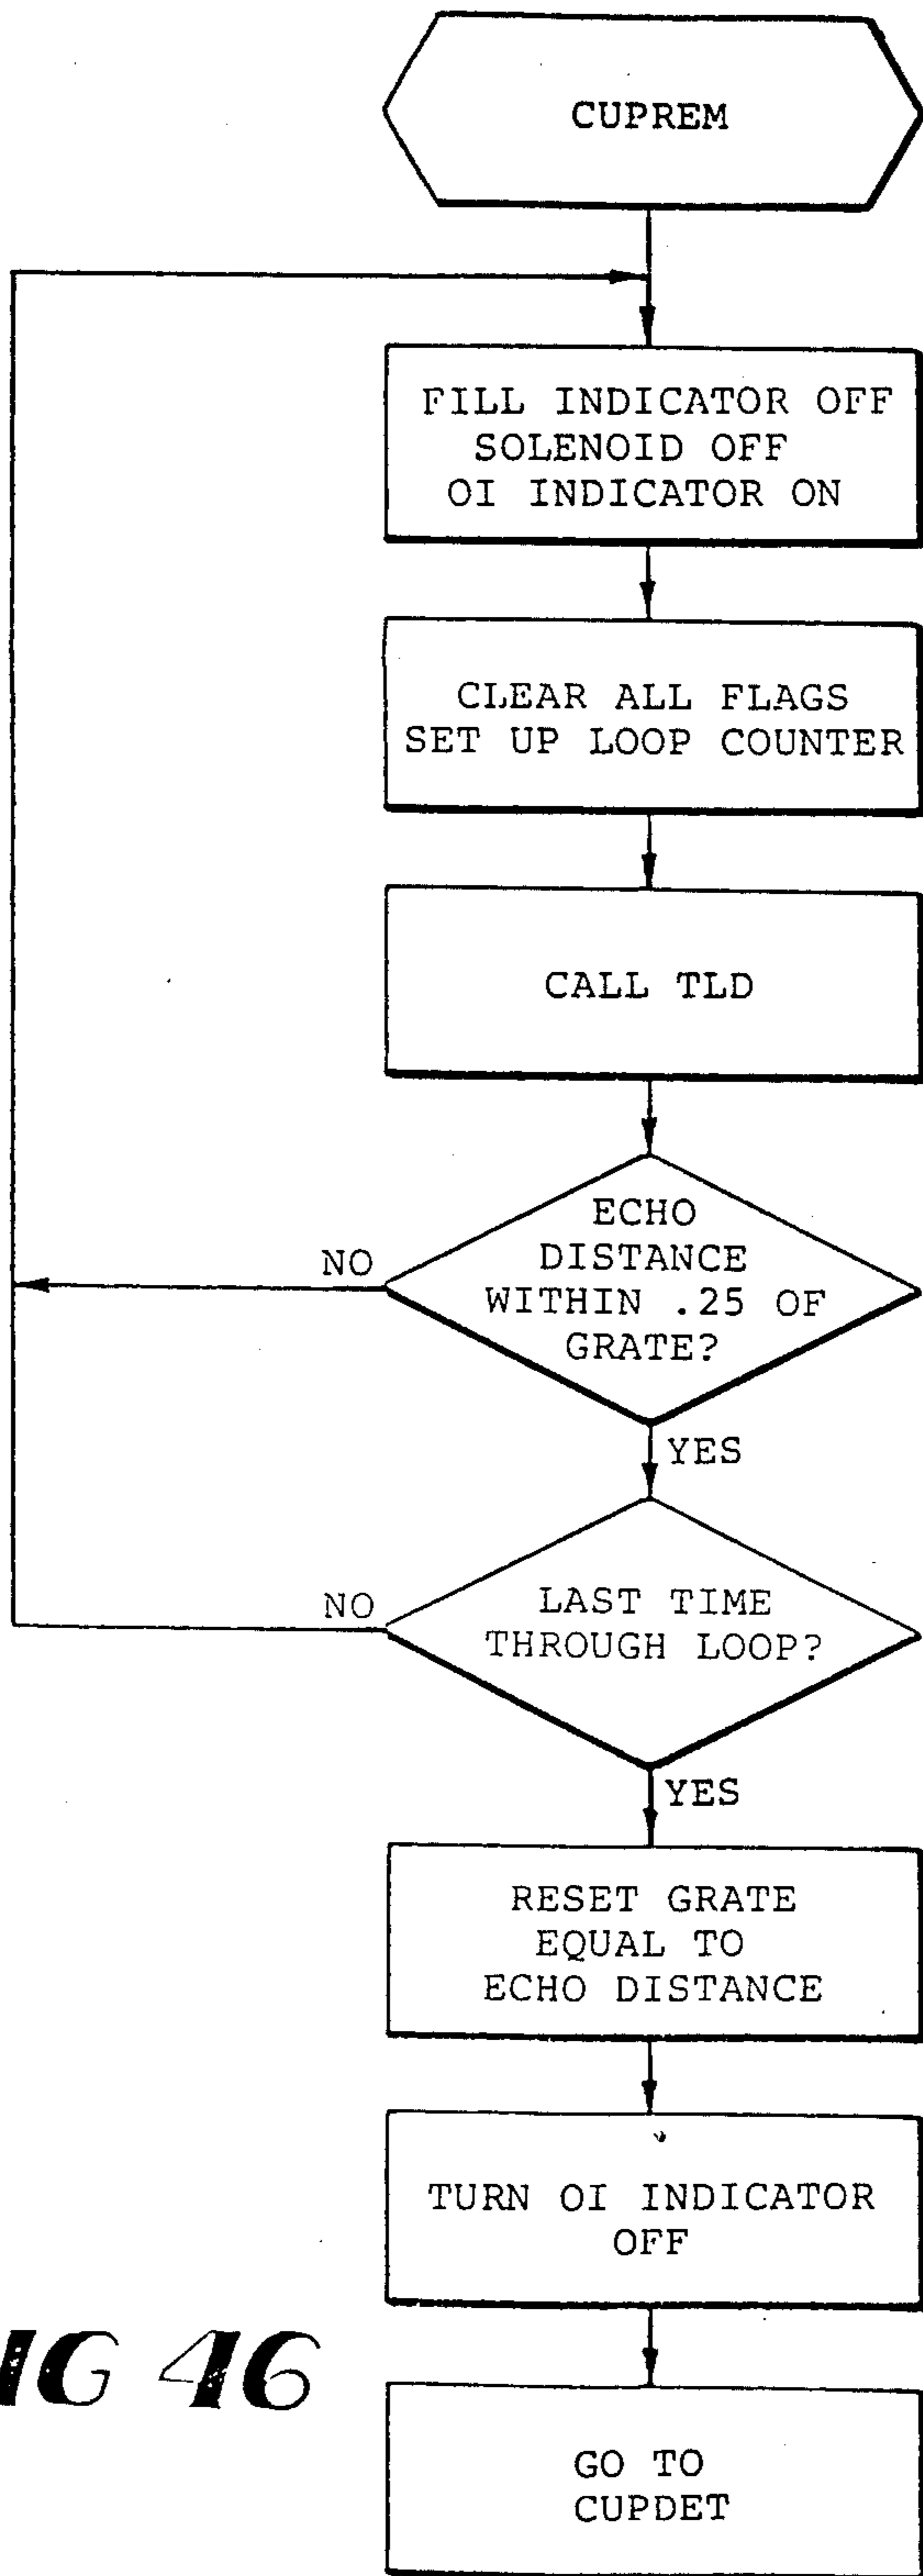 CUPREM
FILL INDICATOR OFF
SOLENOID OFF
OI INDICATOR ON
CLEAR ALL FLAGS
SET UP LOOP COUNTER
CALL TLD
ECHO
DISTANCE
WITHIN .25 OF
GRATE?
NO
YES
LAST TIME
THROUGH LOOP?
NO
YES
RESET GRATE
EQUAL TO
ECHO DISTANCE
TURN OI INDICATOR
OFF
GO TO
CUPDET
IG 46